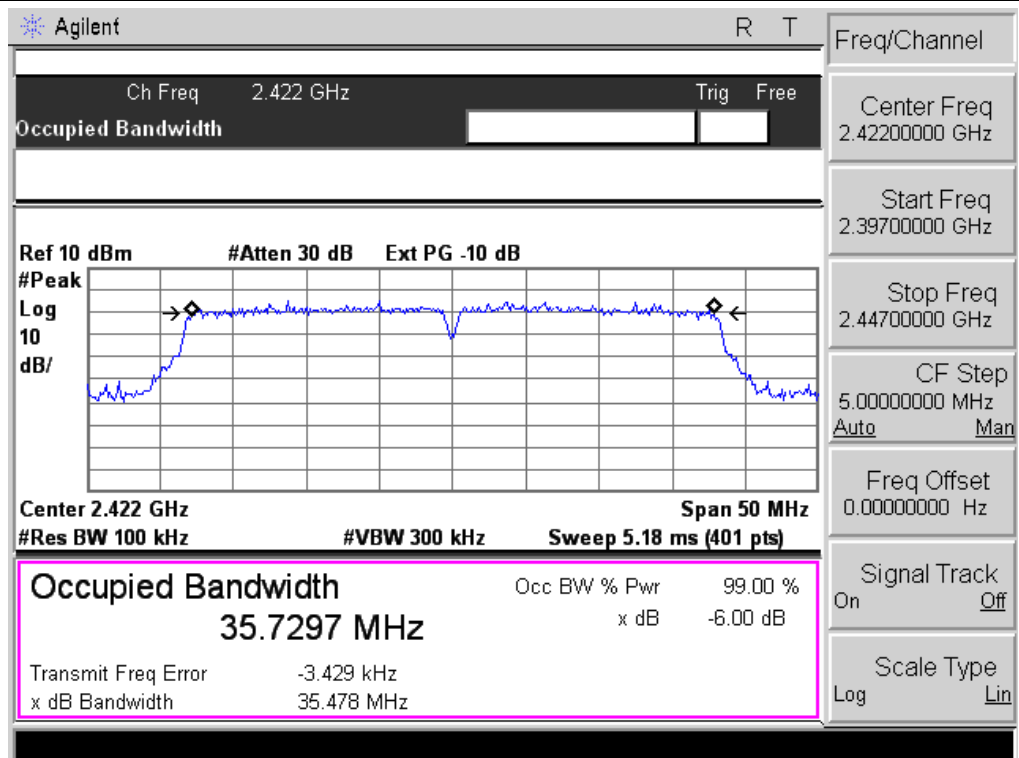 Agilent R T
Ch Freq 2.422 GHz Trig Free
Occupied Bandwidth
Ref 10 dBm #Atten 30 dB Ext PG -10 dB
#Peak
Log
10
dB/
Center 2.422 GHz Span 50 MHz
#Res BW 100 kHz #VBW 300 kHz Sweep 5.18 ms (401 pts)
Occupied Bandwidth Occ BW % Pwr 99.00 %
35.7297 MHz x dB -6.00 dB
Transmit Freq Error -3.429 kHz
x dB Bandwidth 35.478 MHz
Freq/Channel
Center Freq
2.42200000 GHz
Start Freq
2.39700000 GHz
Stop Freq
2.44700000 GHz
CF Step
5.00000000 MHz
Auto Man
Freq Offset
0.00000000 Hz
Signal Track
On Off
Scale Type
Log Lin